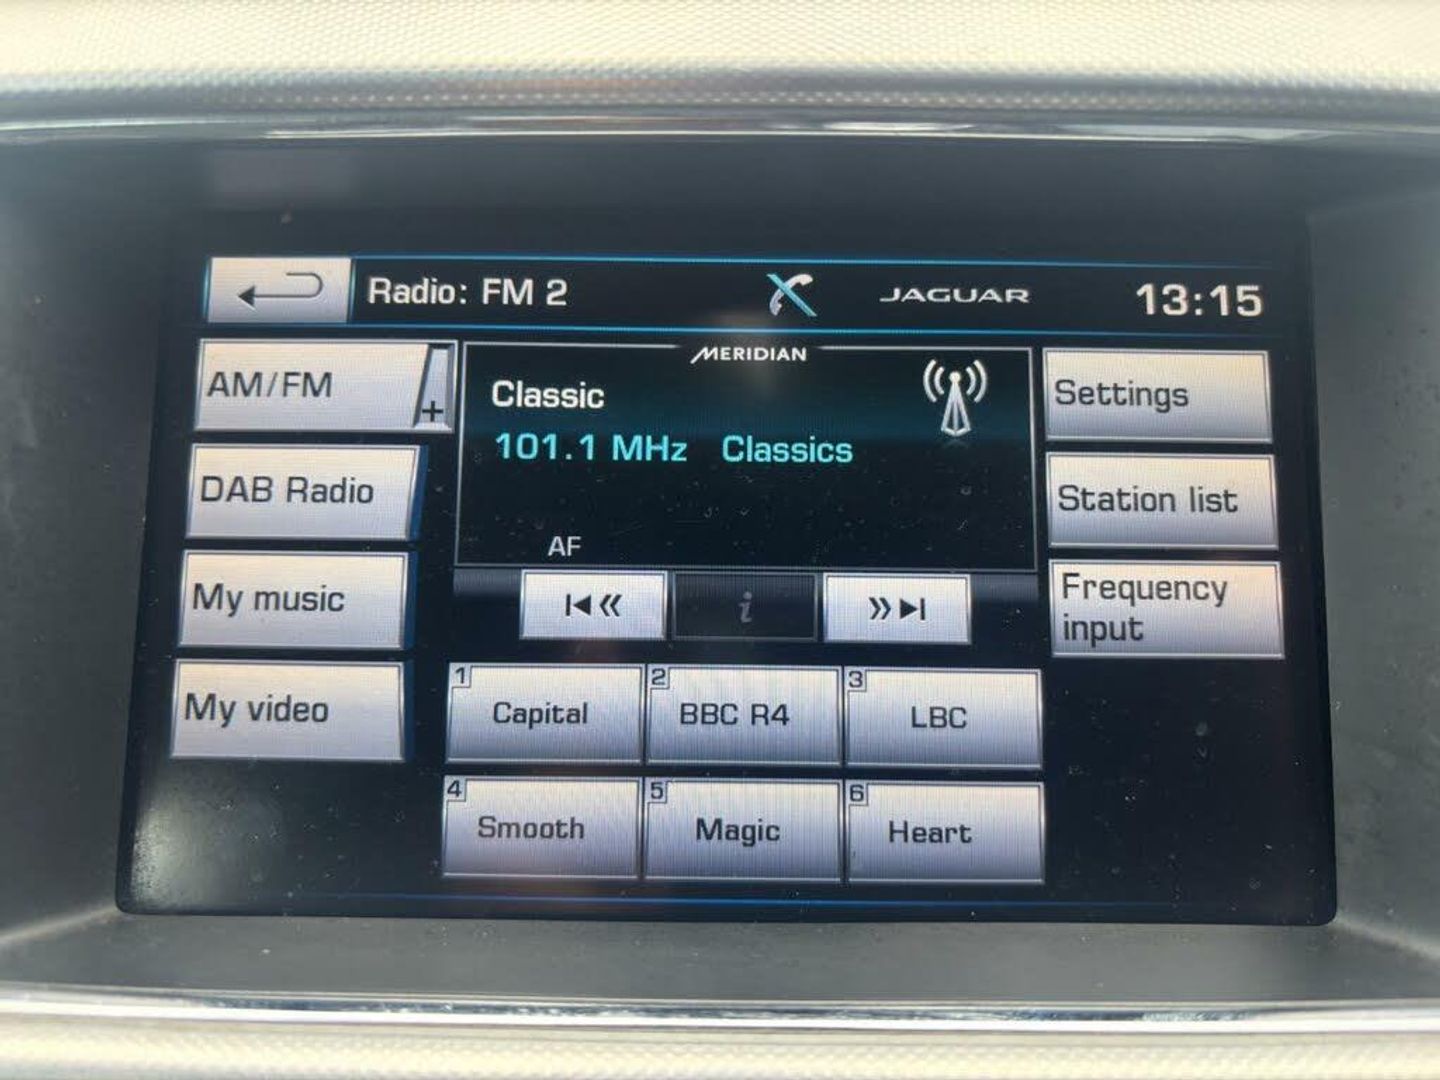 Radio: FM 2
JAGUAR
13:15
AM/FM
+
DAB Radio
My music
My video
MERIDIAN
Classic
101.1 MHz Classics
AF
i
Settings
Station list
Frequency
input
1
Capital
2
BBC R4
3
LBC
4
Smooth
5
Magic
6
Heart